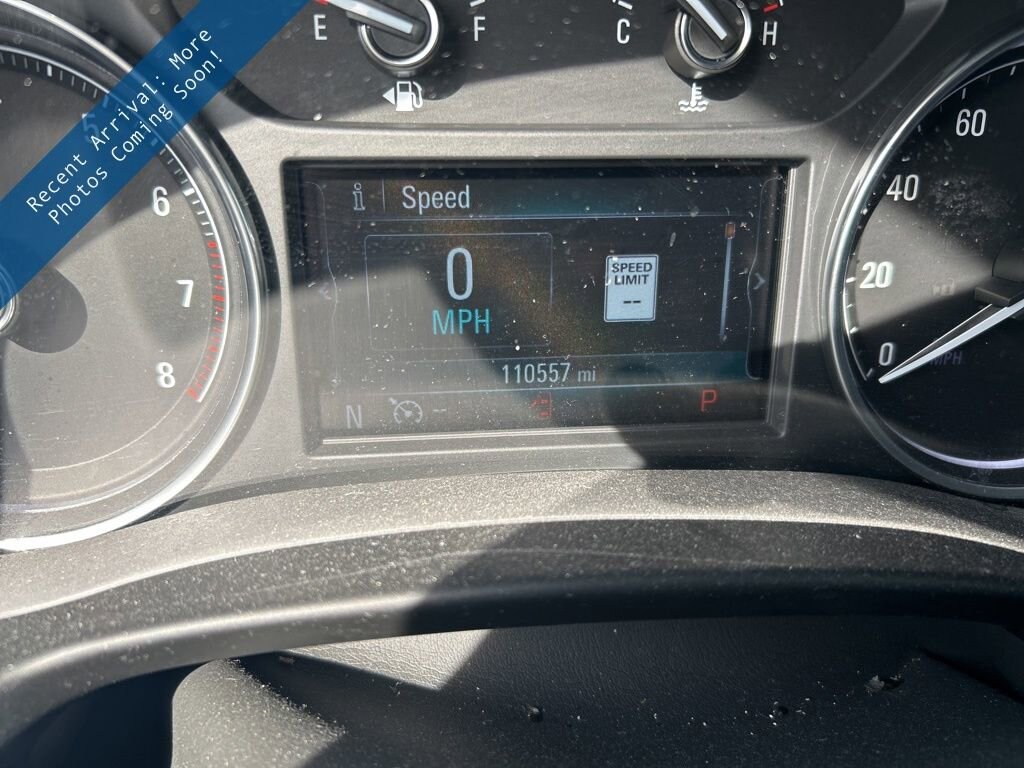 Recent Arrival: More
Photos Coming Soon!
E F
C H
5
6
7
8
i Speed
0
MPH
SPEED
LIMIT
--
110557 mi
N -- P
60
40
20
0
MPH